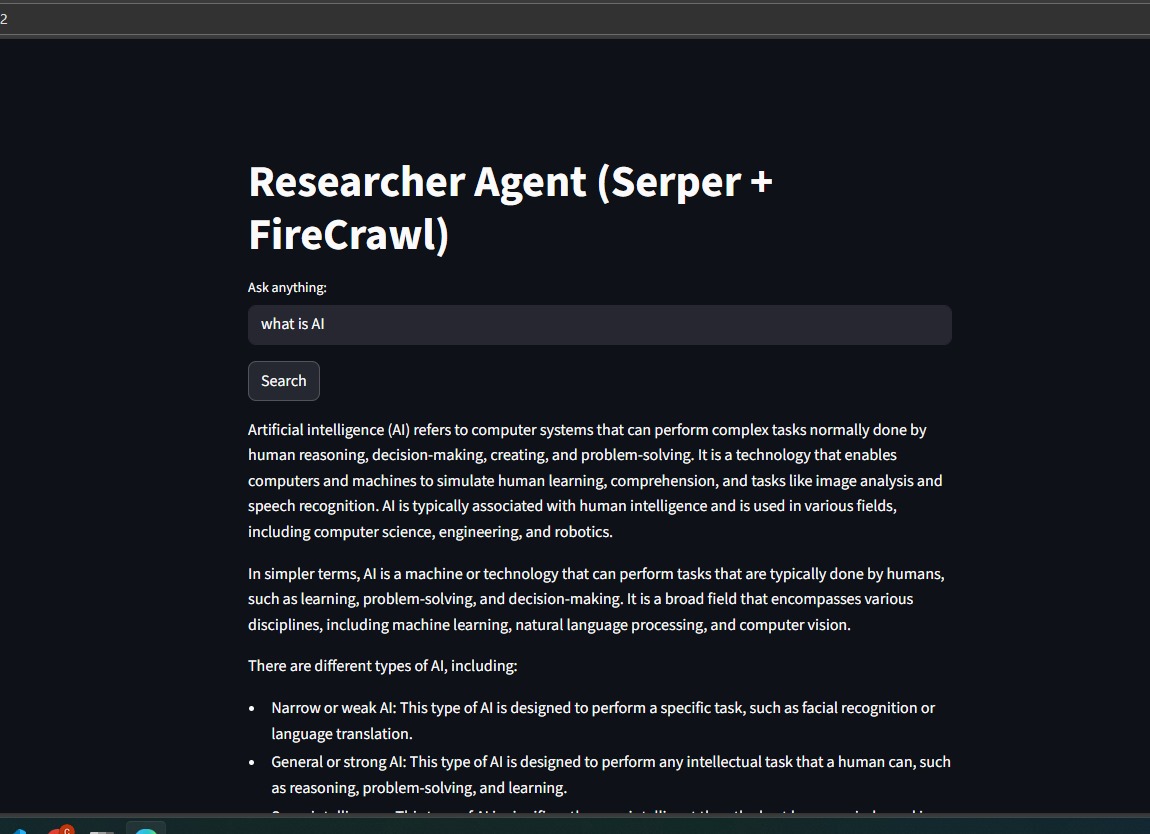 2
Researcher Agent (Serper +
FireCrawl)
Ask anything:
what is AI
Search
Artificial intelligence (AI) refers to computer systems that can perform complex tasks normally done by
human reasoning, decision-making, creating, and problem-solving. It is a technology that enables
computers and machines to simulate human learning, comprehension, and tasks like image analysis and
speech recognition. AI is typically associated with human intelligence and is used in various fields,
including computer science, engineering, and robotics.
In simpler terms, AI is a machine or technology that can perform tasks that are typically done by humans,
such as learning, problem-solving, and decision-making. It is a broad field that encompasses various
disciplines, including machine learning, natural language processing, and computer vision.
There are different types of AI, including:
• Narrow or weak AI: This type of AI is designed to perform a specific task, such as facial recognition or
language translation.
• General or strong AI: This type of AI is designed to perform any intellectual task that a human can, such
as reasoning, problem-solving, and learning.